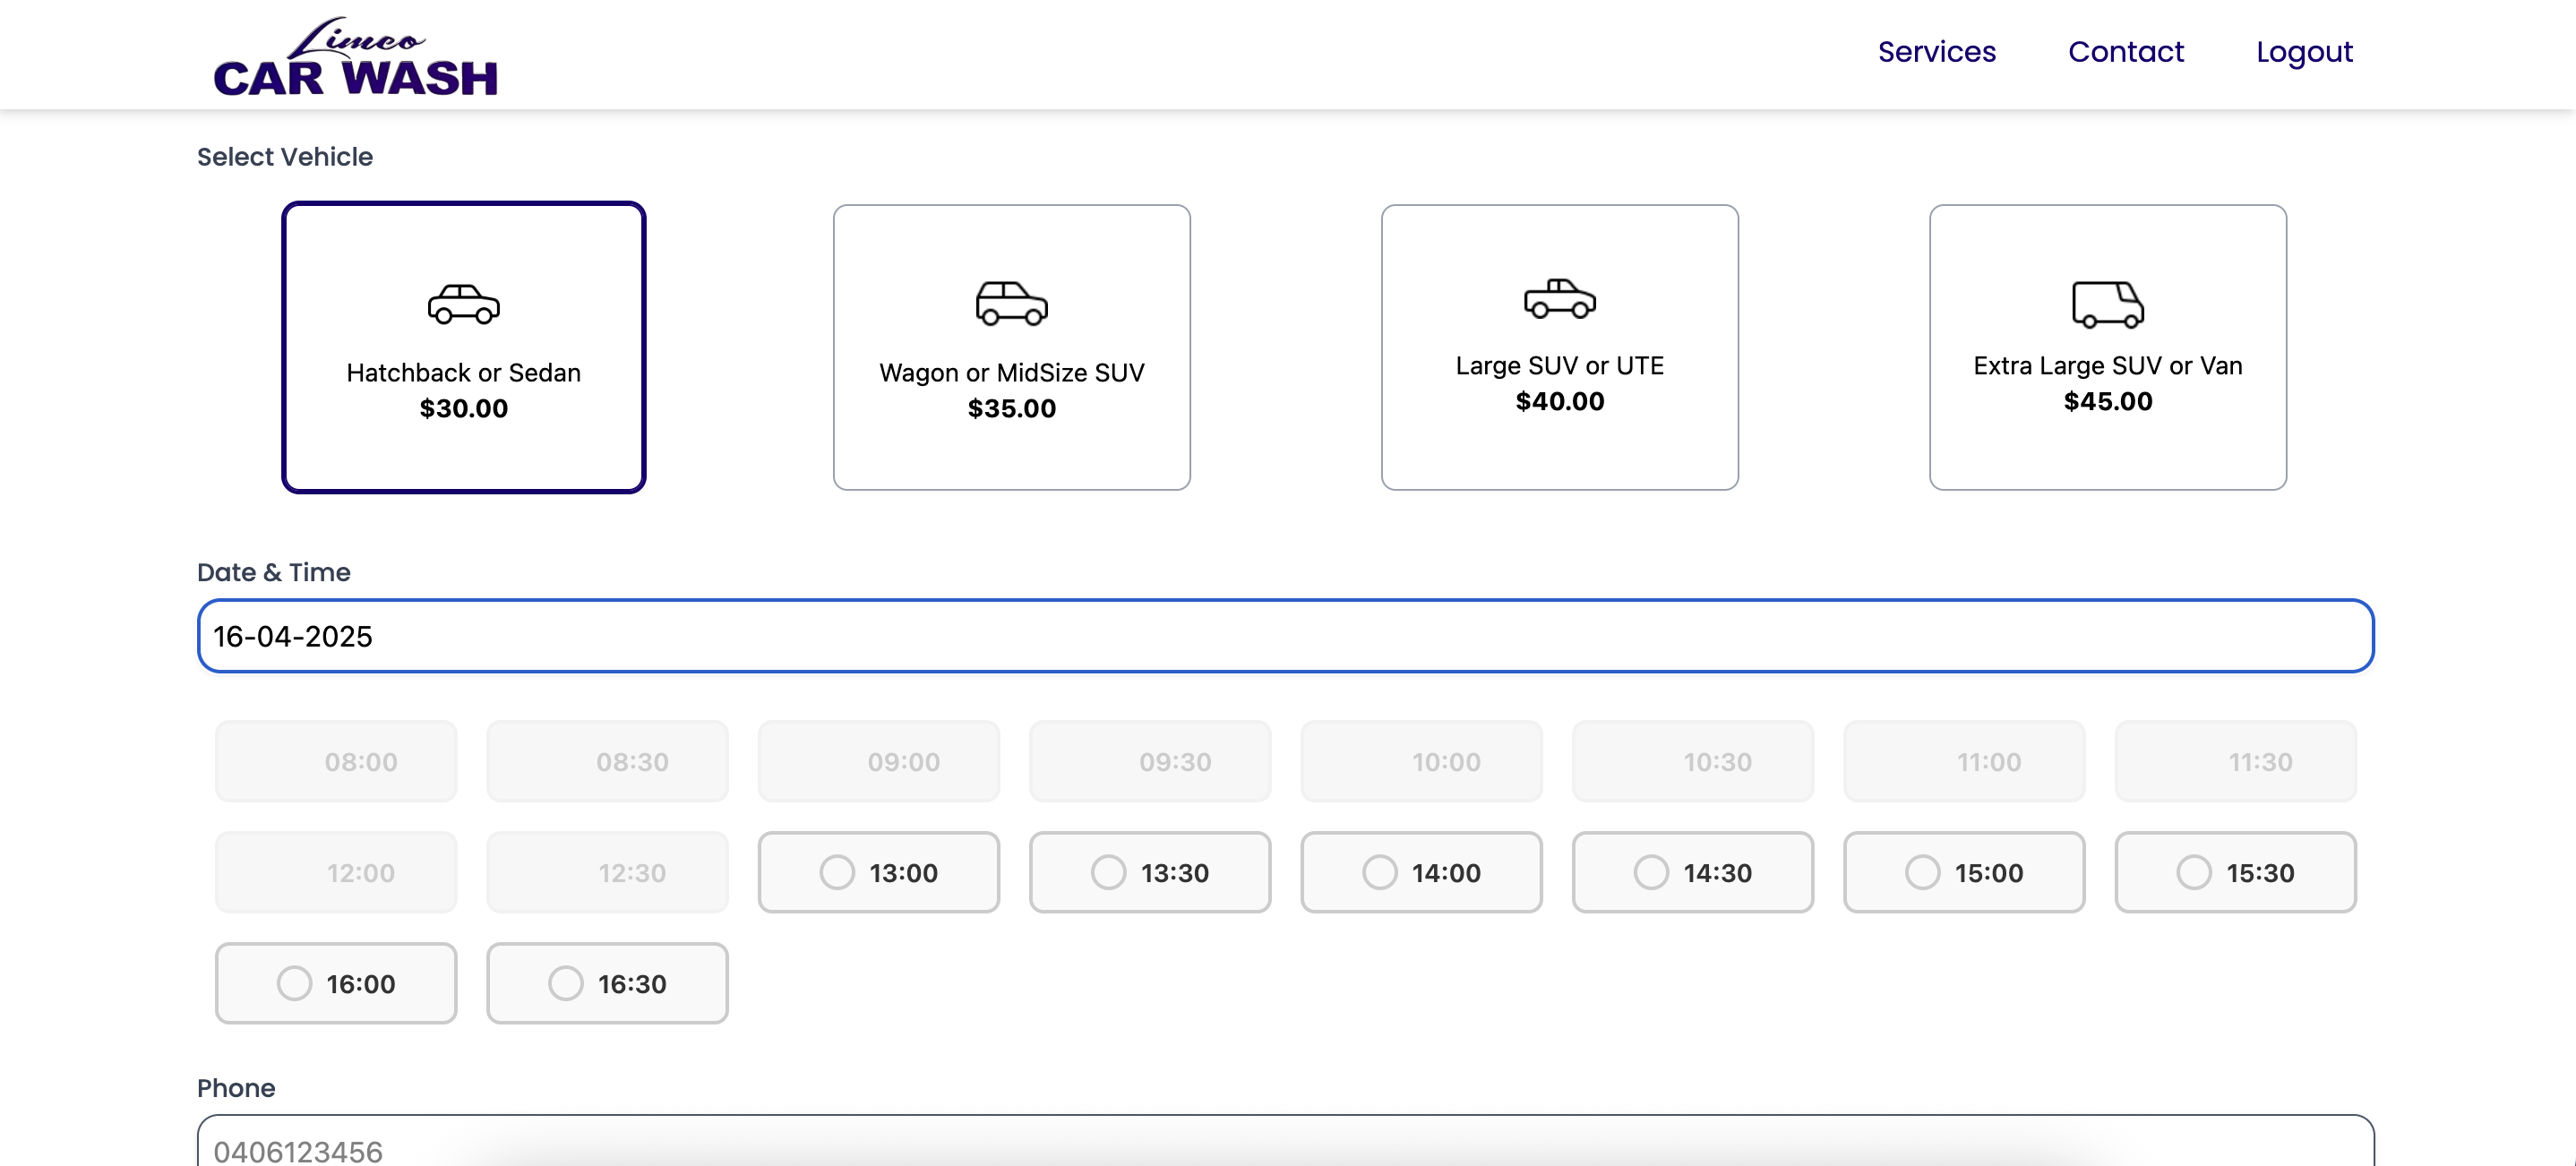 Limco
CAR WASH
Services Contact Logout
Select Vehicle
Hatchback or Sedan
$30.00
Wagon or MidSize SUV
$35.00
Large SUV or UTE
$40.00
Extra Large SUV or Van
$45.00
Date & Time
16-04-2025
08:00 08:30 09:00 09:30 10:00 10:30 11:00 11:30
12:00 12:30 13:00 13:30 14:00 14:30 15:00 15:30
16:00 16:30
Phone
0406123456